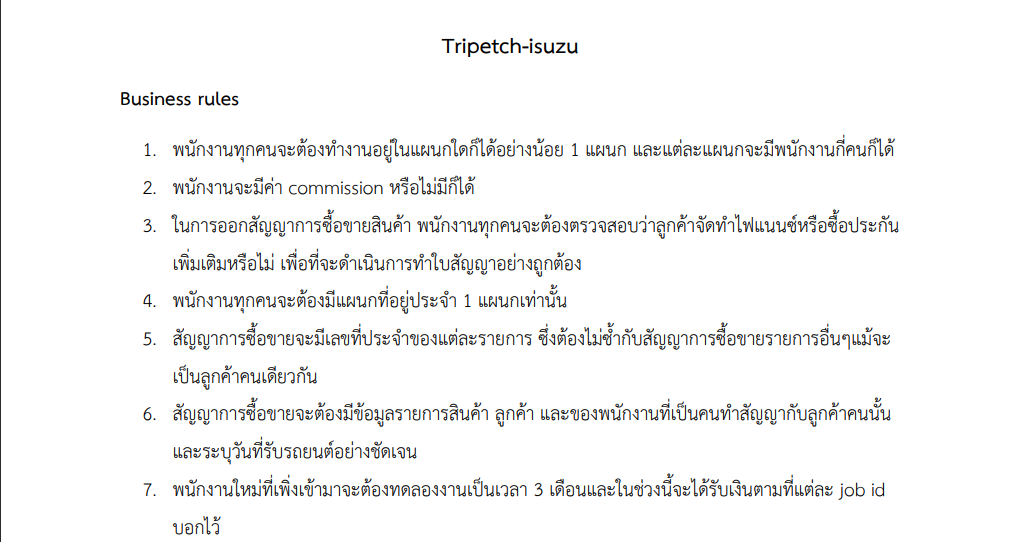 Tripetch-isuzu
Business rules
1. พนักงานทุกคนจะต้องทำงานอยู่ในแผนกใดก็ได้อย่างน้อย 1 แผนก และแต่ละแผนกจะมีพนักงานกี่คนก็ได้
2. พนักงานจะมีค่า commission หรือไม่มีก็ได้
3. ในการออกสัญญาการซื้อขายสินค้า พนักงานทุกคนจะต้องตรวจสอบว่าลูกค้าจัดทำไฟแนนซ์หรือซื้อประกัน
เพิ่มเติมหรือไม่ เพื่อที่จะดำเนินการทำใบสัญญาอย่างถูกต้อง
4. พนักงานทุกคนจะต้องมีแผนกที่อยู่ประจำ 1 แผนกเท่านั้น
5. สัญญาการซื้อขายจะมีเลขที่ประจำของแต่ละรายการ ซึ่งต้องไม่ซ้ำกับสัญญาการซื้อขายรายการอื่นๆแม้จะ
เป็นลูกค้าคนเดียวกัน
6. สัญญาการซื้อขายจะต้องมีข้อมูลรายการสินค้า ลูกค้า และของพนักงานที่เป็นคนทำสัญญากับลูกค้าคนนั้น
และระบุวันที่รับรถยนต์อย่างชัดเจน
7. พนักงานใหม่ที่เพิ่งเข้ามาจะต้องทดลองงานเป็นเวลา 3 เดือนและในช่วงนี้จะได้รับเงินตามที่แต่ละ job id
บอกไว้